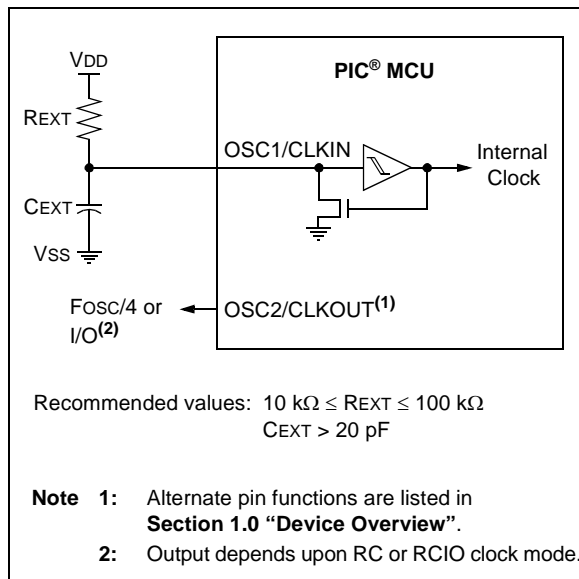 VDD
PIC® MCU
REXT
OSC1/CLKIN
Internal
Clock
CEXT
VSS
FOSC/4 or
I/O(2)
OSC2/CLKOUT(1)
Recommended values: 10 kΩ ≤ REXT ≤ 100 kΩ
CEXT > 20 pF
Note 1: Alternate pin functions are listed in
Section 1.0 “Device Overview”.
2: Output depends upon RC or RCIO clock mode.